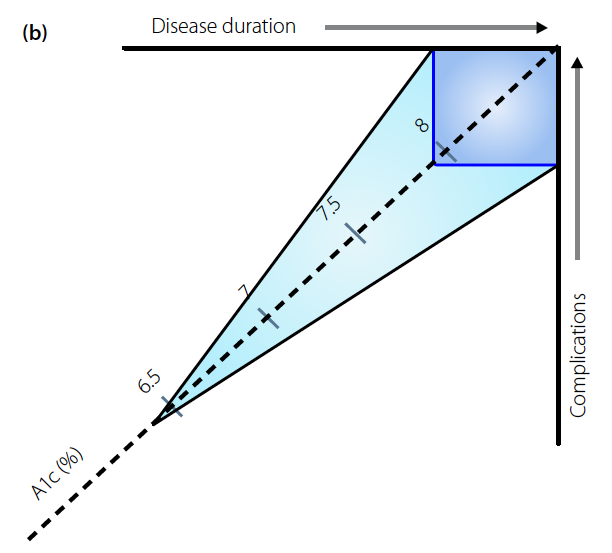 (b)
Disease duration
8
7.5
7
6.5
A1c (%)
Complications